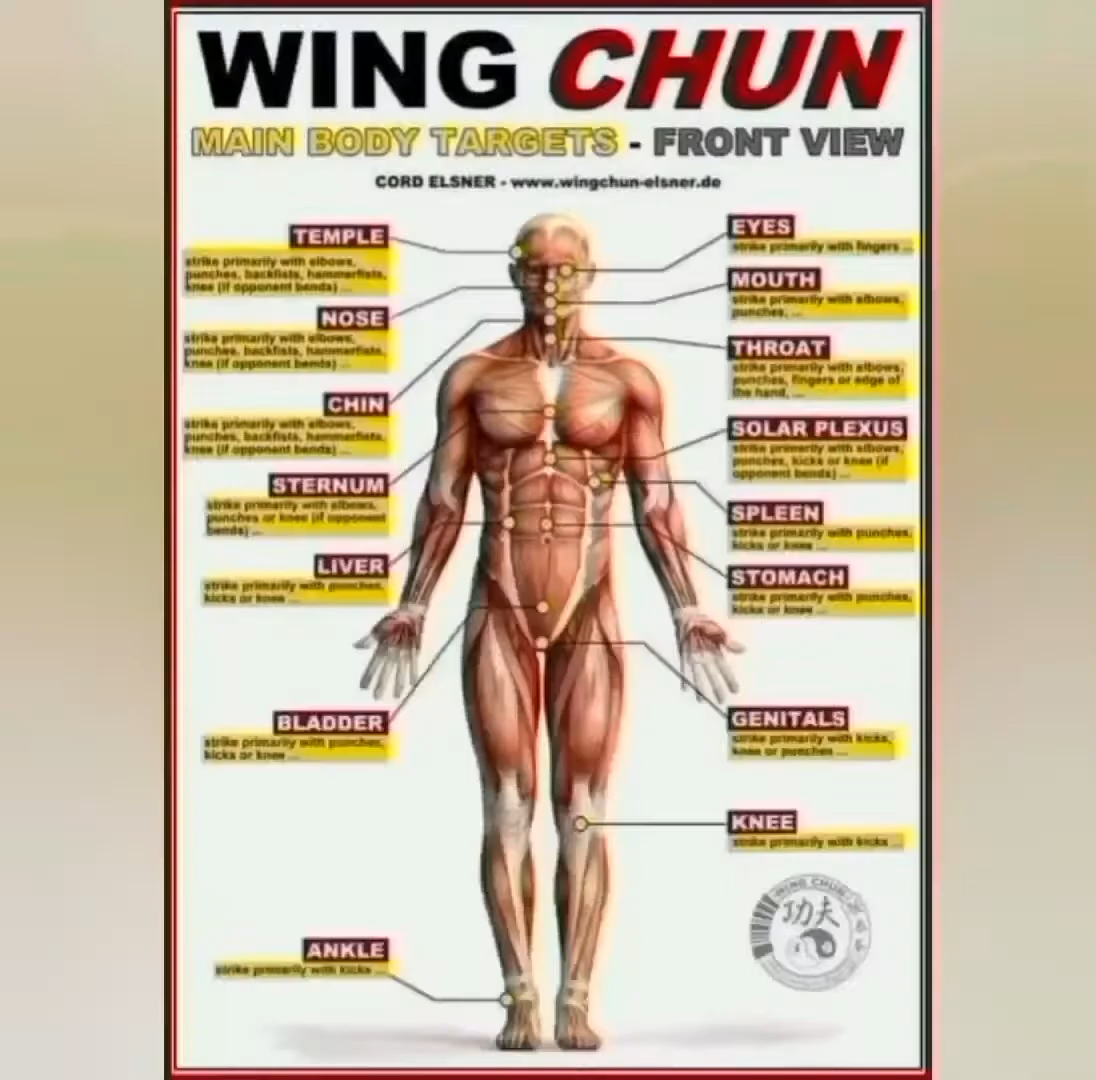 WING CHUN
MAIN BODY TARGETS - FRONT VIEW
CORD ELSNER - www.wingchun-elsner.de
TEMPLE
strike primarily with elbows,
punches, backfists, hammerfists,
knee (if opponent bends) ...
NOSE
strike primarily with elbows,
punches, backfists, hammerfists,
knee (if opponent bends) ...
CHIN
strike primarily with elbows,
punches, backfists, hammerfists,
knee (if opponent bends) ...
STERNUM
strike primarily with elbows,
punches or knee (if opponent
bends) ...
LIVER
strike primarily with punches,
kicks or knee ...
BLADDER
strike primarily with punches,
kicks or knee ...
ANKLE
strike primarily with kicks ...
EYES
strike primarily with fingers ...
MOUTH
strike primarily with elbows,
punches, ...
THROAT
strike primarily with elbows,
punches, fingers or edge of
the hand, ...
SOLAR PLEXUS
strike primarily with elbows,
punches, kicks or knee (if
opponent bends) ...
SPLEEN
strike primarily with punches,
kicks or knee ...
STOMACH
strike primarily with punches,
kicks or knee ...
GENITALS
strike primarily with kicks,
knee or punches ...
KNEE
strike primarily with kicks ...
WING CHUN
功夫